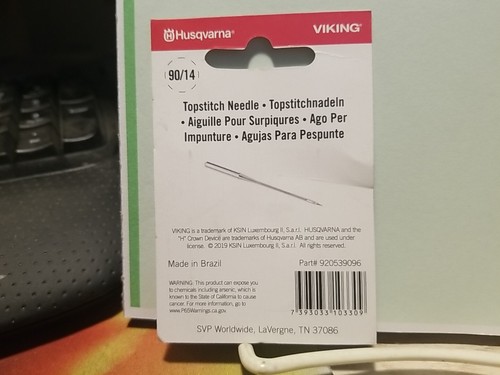 Husqvarna® VIKING®
90/14
Topstitch Needle • Topstitchnadeln
• Aiguille Pour Surpiqures • Ago Per
Impunture • Agujas Para Pespunte
VIKING is a trademark of KSIN Luxembourg II, S.a.r.l. HUSQVARNA and the
"H" Crown Device are trademarks of Husqvarna AB and are used under
license. © 2019 KSIN Luxembourg II, S.a.r.l. All rights reserved.
Made in Brazil Part# 920539096
WARNING: This product can expose you
to chemicals including arsenic, which is
known to the State of California to cause
cancer. For more information, go to
www.P65Warnings.ca.gov.
7 393033 103309
SVP Worldwide, LaVergne, TN 37086